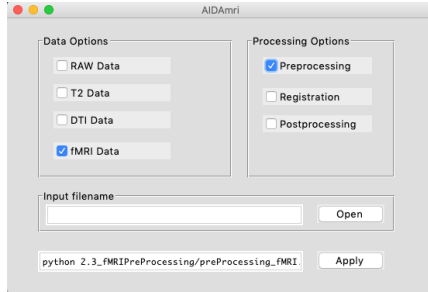 AIDAmri
Data Options
RAW Data
T2 Data
DTI Data
fMRI Data
Processing Options
Preprocessing
Registration
Postprocessing
Input filename
Open
python 2.3_fMRIPreProcessing/preProcessing_fMRI.
Apply